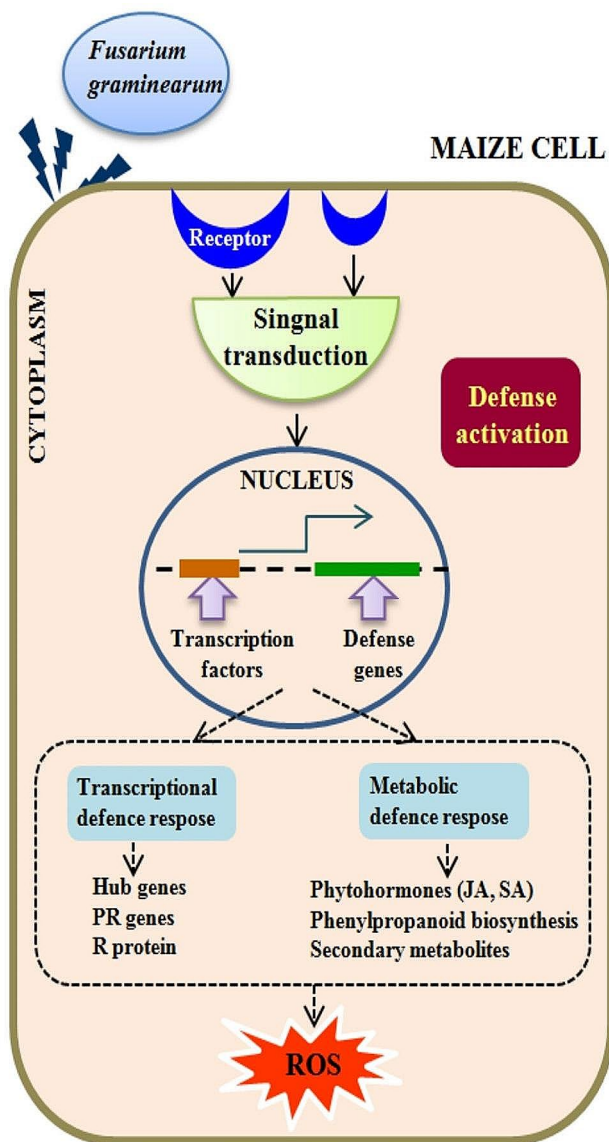 Fusarium
graminearum
MAIZE CELL
CYTOPLASM
Receptor
Singnal
transduction
Defense
activation
NUCLEUS
Transcription
factors
Defense
genes
Transcriptional
defence respose
Hub genes
PR genes
R protein
Metabolic
defence respose
Phytohormones (JA, SA)
Phenylpropanoid biosynthesis
Secondary metabolites
ROS